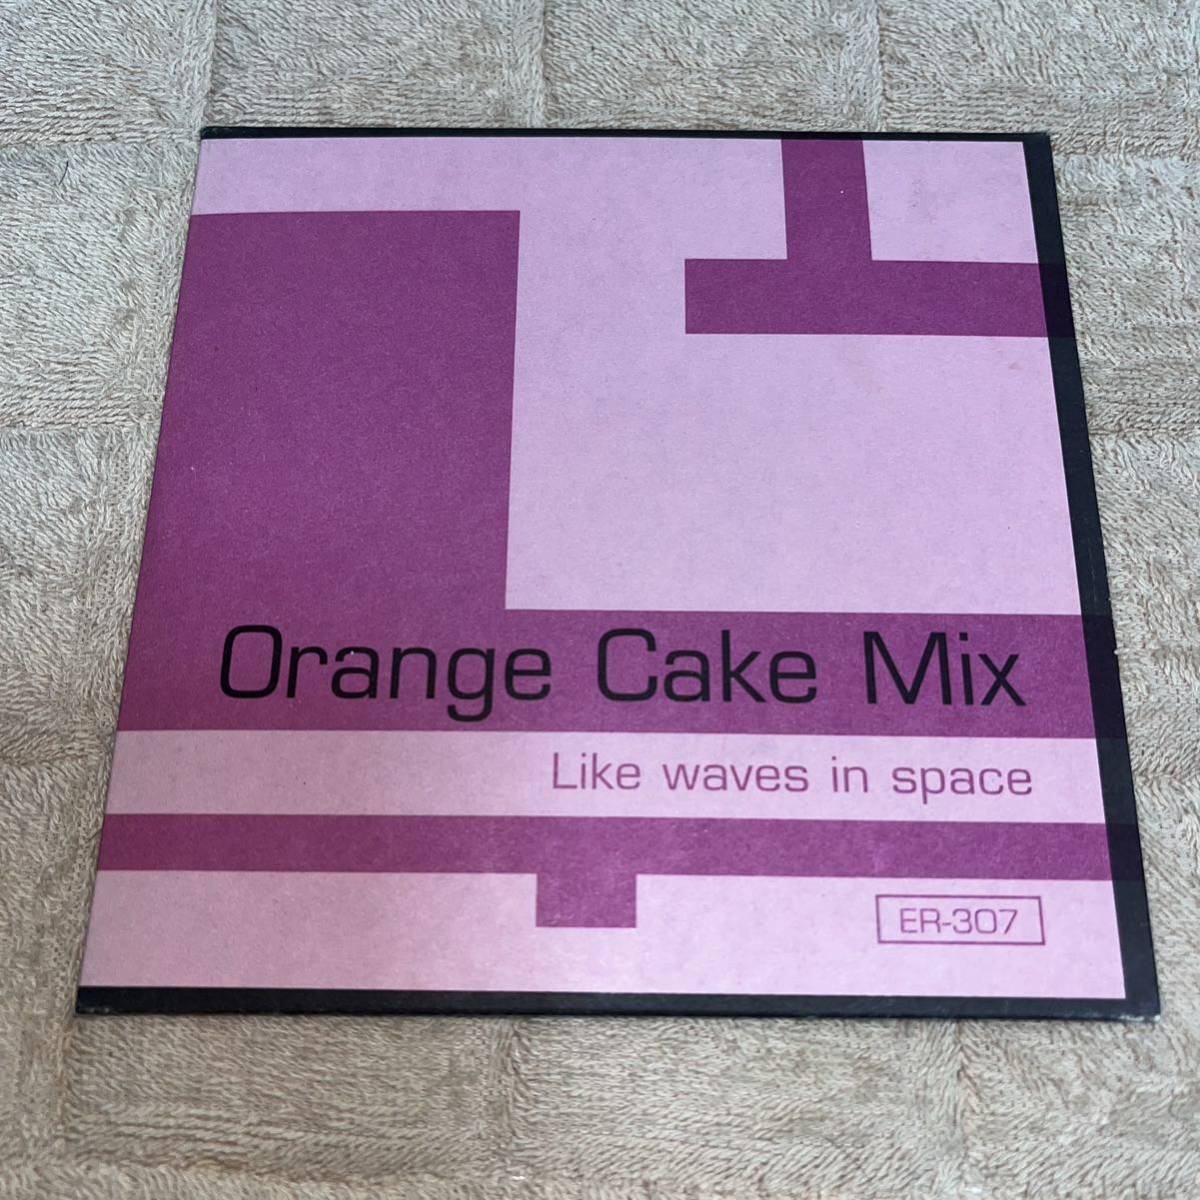 Orange Cake Mix
Like waves in space
ER-307